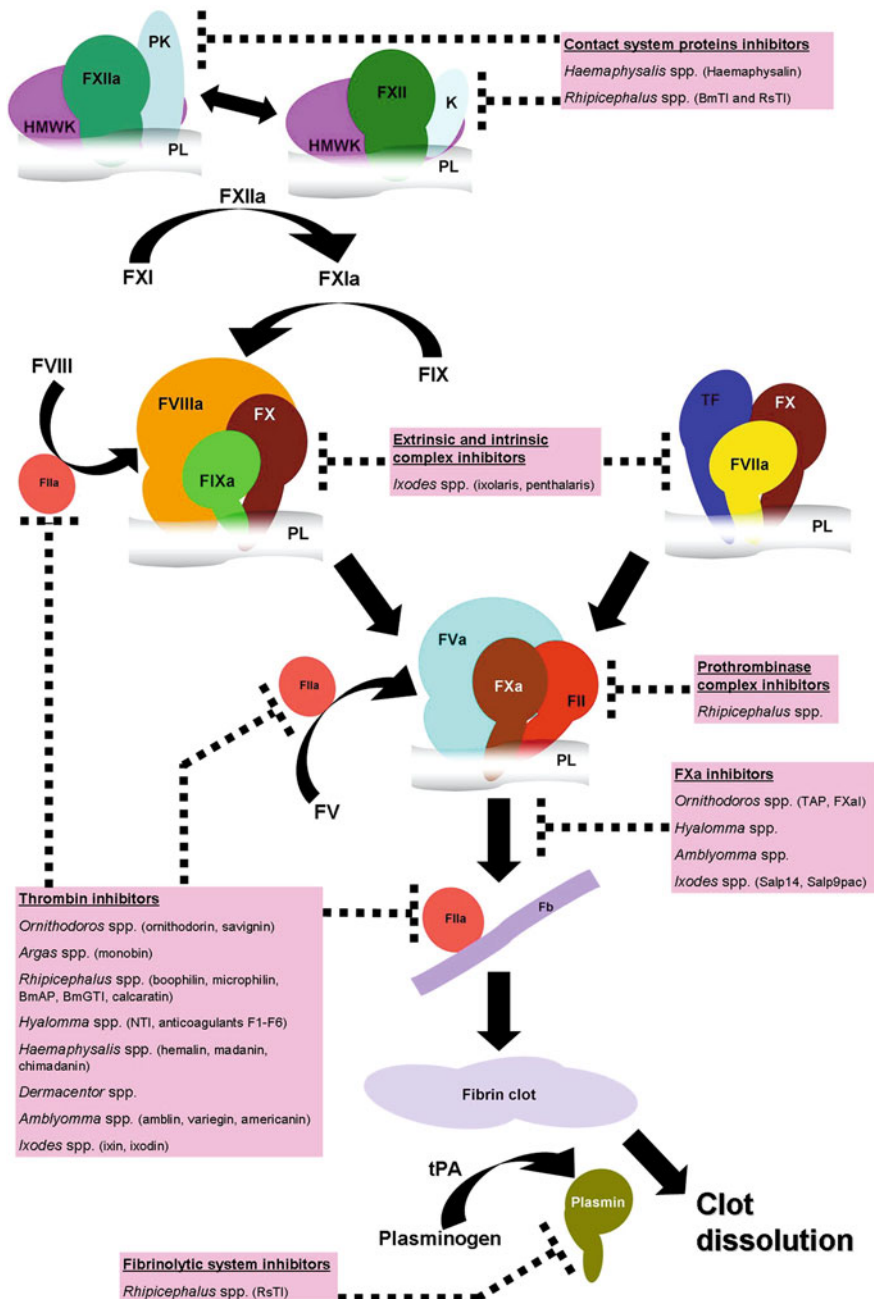 PK
FXIIa
HMWK
PL
FXII
K
HMWK
PL
Contact system proteins inhibitors
Haemaphysalis spp. (Haemaphysalin)
Rhipicephalus spp. (BmTI and RsTI)
FXIIa
FXI
FXIa
FIX
FVIII
FIIa
FVIIIa
FX
FIXa
PL
Extrinsic and intrinsic
complex inhibitors
Ixodes spp. (ixolaris, penthalaris)
TF
FX
FVIIa
PL
FIIa
FV
FVa
FXa
FII
PL
Prothrombinase
complex inhibitors
Rhipicephalus spp.
FXa inhibitors
Ornithodoros spp. (TAP, FXaI)
Hyalomma spp.
Amblyomma spp.
Ixodes spp. (Salp14, Salp9pac)
Thrombin inhibitors
Ornithodoros spp. (ornithodorin, savignin)
Argas spp. (monobin)
Rhipicephalus spp. (boophilin, microphilin,
BmAP, BmGTI, calcaratin)
Hyalomma spp. (NTI, anticoagulants F1-F6)
Haemaphysalis spp. (hemalin, madanin,
chimadanin)
Dermacentor spp.
Amblyomma spp. (amblin, variegin, americanin)
Ixodes spp. (ixin, ixodin)
FIIa
Fb
Fibrin clot
tPA
Plasminogen
Plasmin
Clot
dissolution
Fibrinolytic system inhibitors
Rhipicephalus spp. (RsTI)